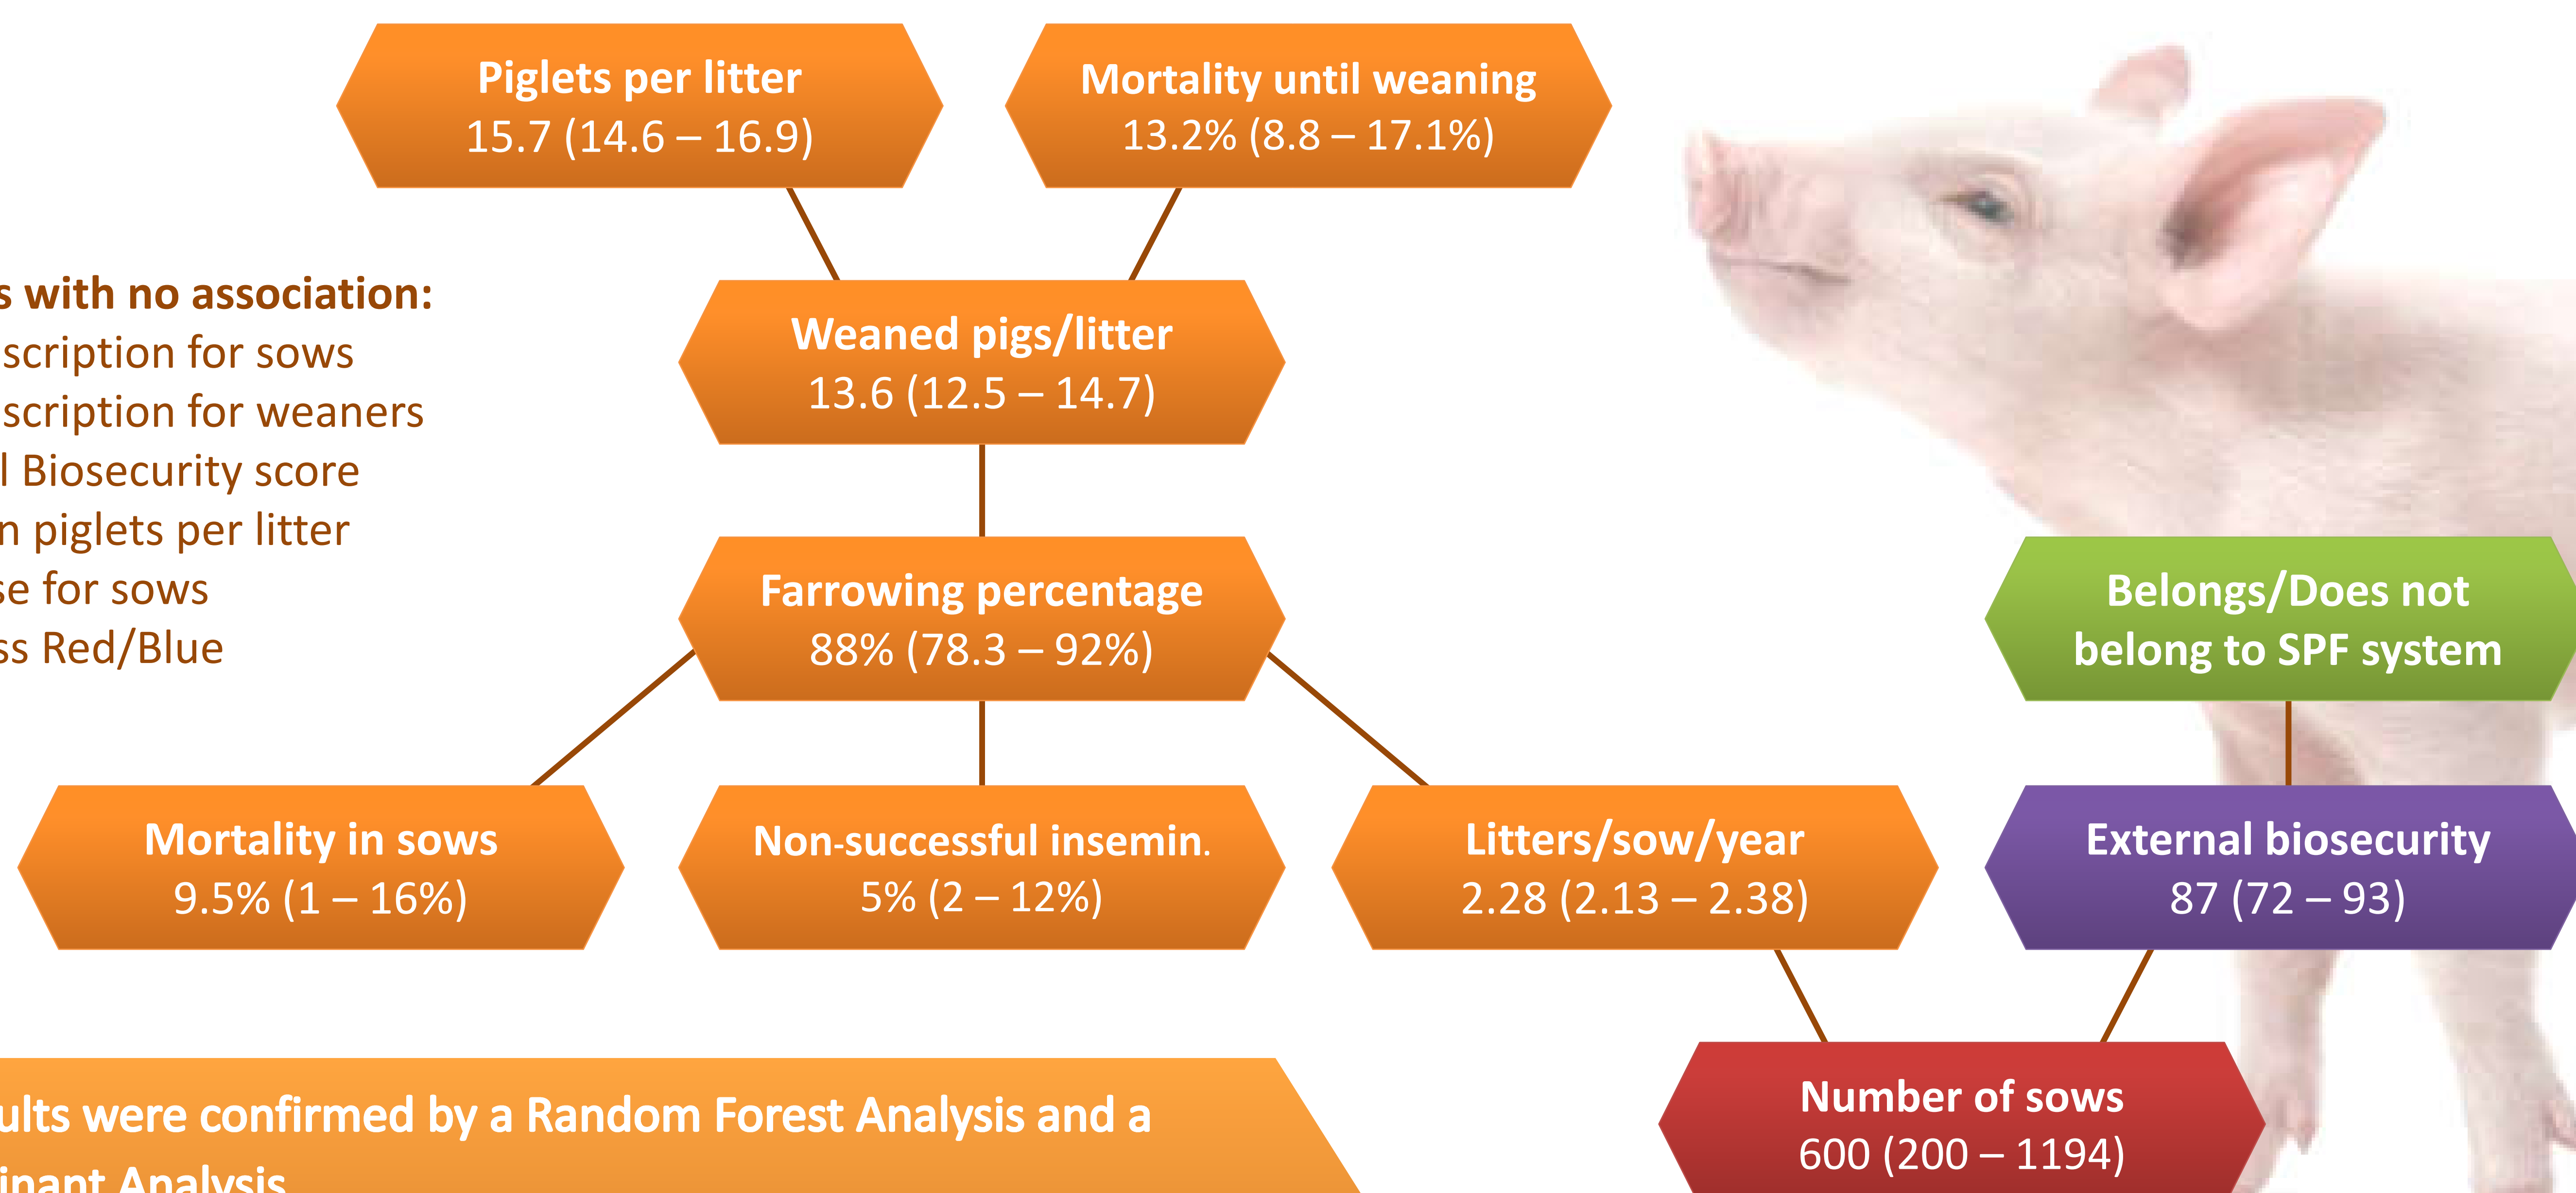 Piglets per litter
15.7 (14.6 – 16.9)
Mortality until weaning
13.2% (8.8 – 17.1%)
with no association:
for sows
for weaners
Biosecurity score
piglets per litter
for sows
Red/Blue
Weaned pigs/litter
13.6 (12.5 – 14.7)
Farrowing percentage
88% (78.3 – 92%)
Belongs/Does not
belong to SPF system
Mortality in sows
9.5% (1 – 16%)
Non-successful insemin.
5% (2 – 12%)
Litters/sow/year
2.28 (2.13 – 2.38)
External biosecurity
87 (72 – 93)
Number of sows
600 (200 – 1194)
were confirmed by a Random Forest Analysis and a
Analysis